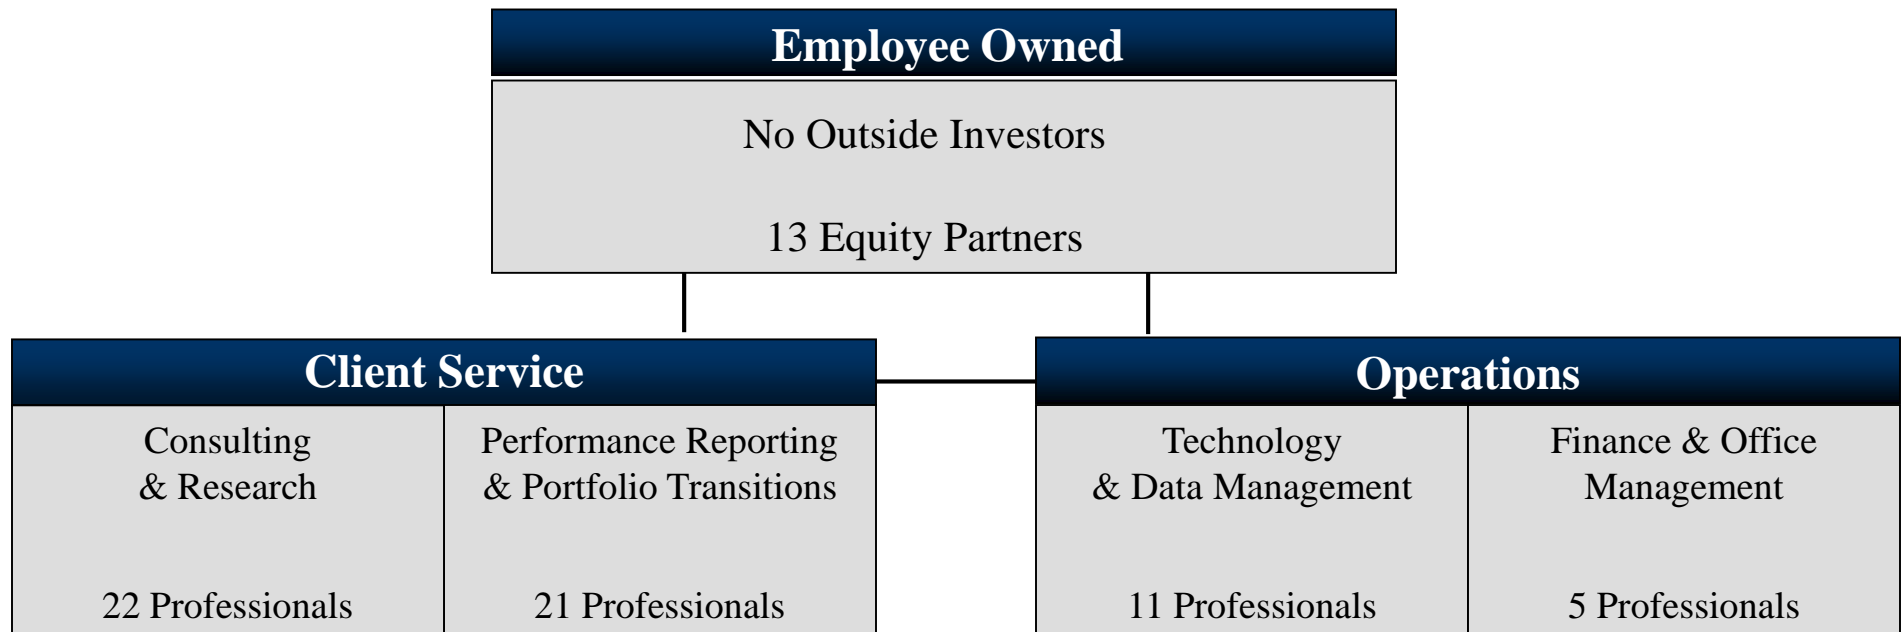 Employee Owned
No Outside Investors
13 Equity Partners
Client Service
Consulting
& Research
22 Professionals
Performance Reporting
& Portfolio Transitions
21 Professionals
Operations
Technology
& Data Management
11 Professionals
Finance & Office
Management
5 Professionals